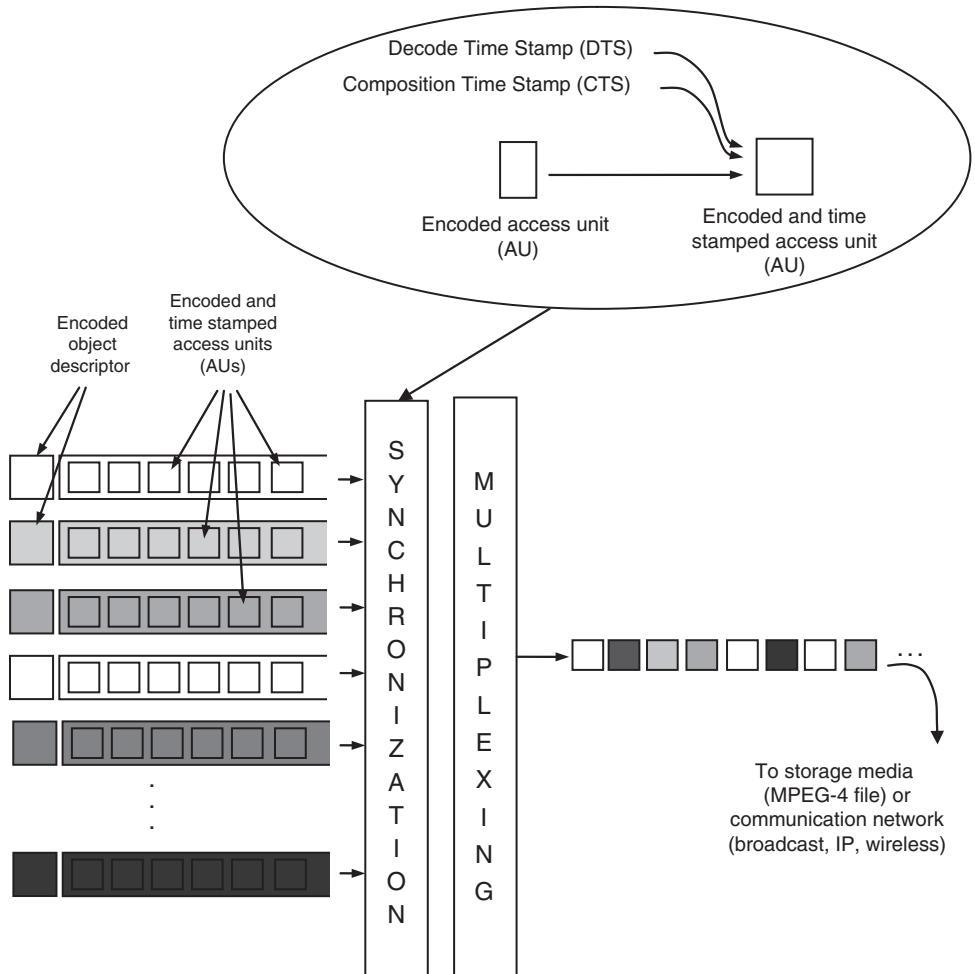 Decode Time Stamp (DTS)
Composition Time Stamp (CTS)
Encoded access unit
(AU)
Encoded and time
stamped access unit
(AU)
Encoded
object
descriptor
Encoded and
time stamped
access units
(AUs)
SYNCHRONIZATION
MULTIPLEXING
. . .
...
To storage media
(MPEG-4 file) or
communication network
(broadcast, IP, wireless)